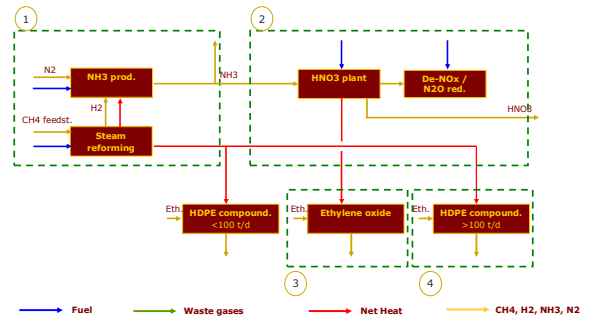 1
2
N2
NH3 prod.
NH3
HNO3 plant
De-NOx /
N2O red.
H2
HNO3
CH4 feedst.
Steam
reforming
Eth.
HDPE compound.
<100 t/d
Eth.
Ethylene oxide
Eth.
HDPE compound.
>100 t/d
3
4
Fuel
Waste gases
Net Heat
CH4, H2, NH3, N2